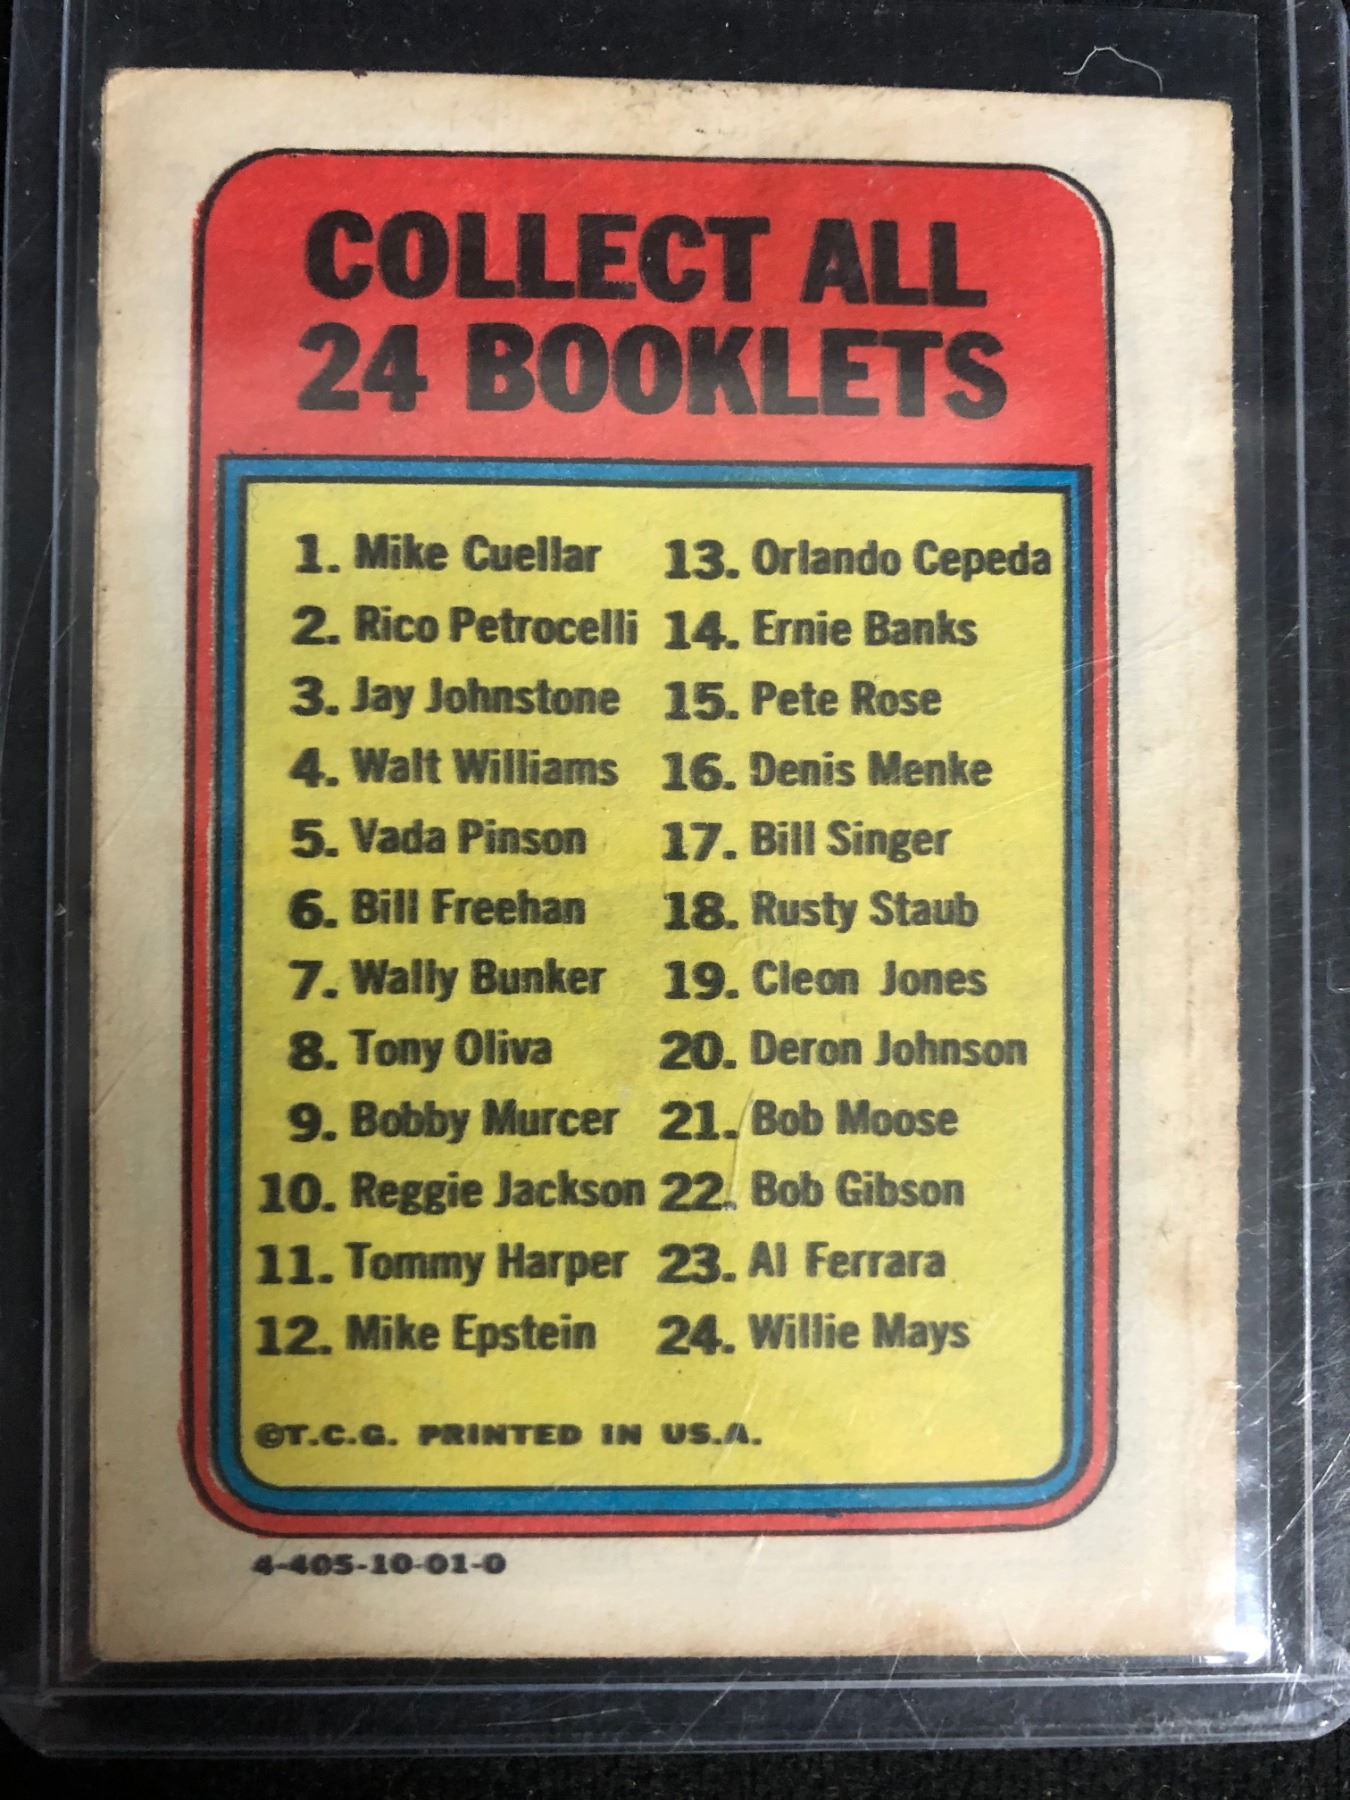 COLLECT ALL
24 BOOKLETS
1. Mike Cuellar
2. Rico Petrocelli
3. Jay Johnstone
4. Walt Williams
5. Vada Pinson
6. Bill Freehan
7. Wally Bunker
8. Tony Oliva
9. Bobby Murcer
10. Reggie Jackson
11. Tommy Harper
12. Mike Epstein
13. Orlando Cepeda
14. Ernie Banks
15. Pete Rose
16. Denis Menke
17. Bill Singer
18. Rusty Staub
19. Cleon Jones
20. Deron Johnson
21. Bob Moose
22. Bob Gibson
23. Al Ferrara
24. Willie Mays
©T.C.G. PRINTED IN US.A.
4-405-10-01-0